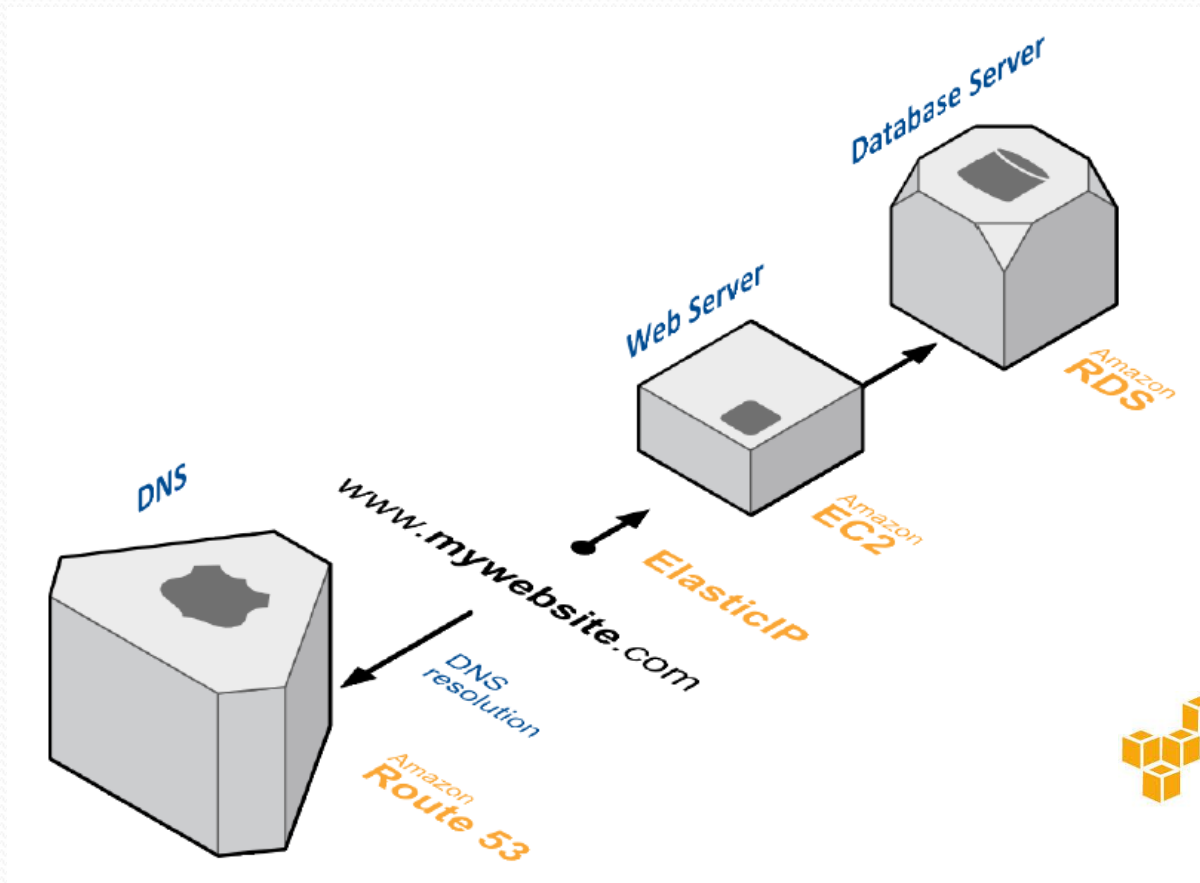 Database Server
Amazon
RDS
Web Server
Amazon
EC2
ElasticIP
www.mywebsite.com
DNS
DNS
resolution
Amazon
Route 53